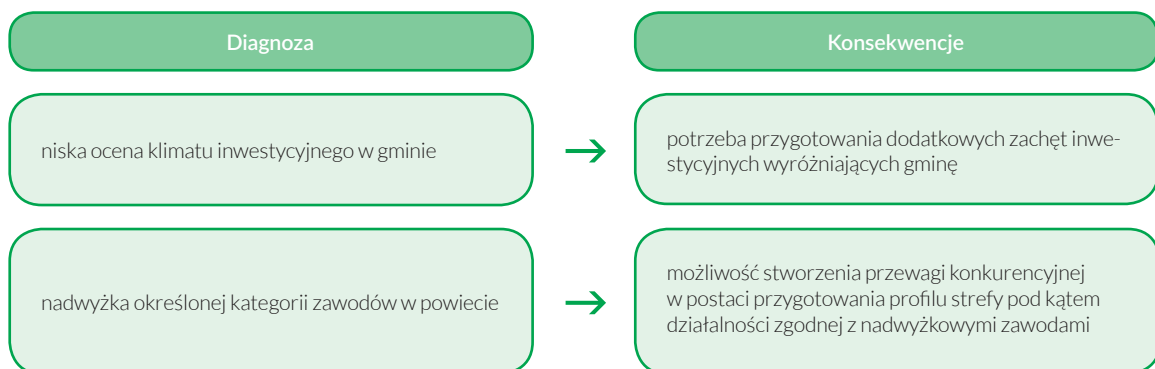 Diagnoza
Konsekwencje
niska ocena klimatu inwestycyjnego w gminie
potrzeba przygotowania dodatkowych zachęt inwe-
stycyjnych wyróżniających gminę
nadwyżka określonej kategorii zawodów w powiecie
możliwość stworzenia przewagi konkurencyjnej
w postaci przygotowania profilu strefy pod kątem
działalności zgodnej z nadwyżkowymi zawodami